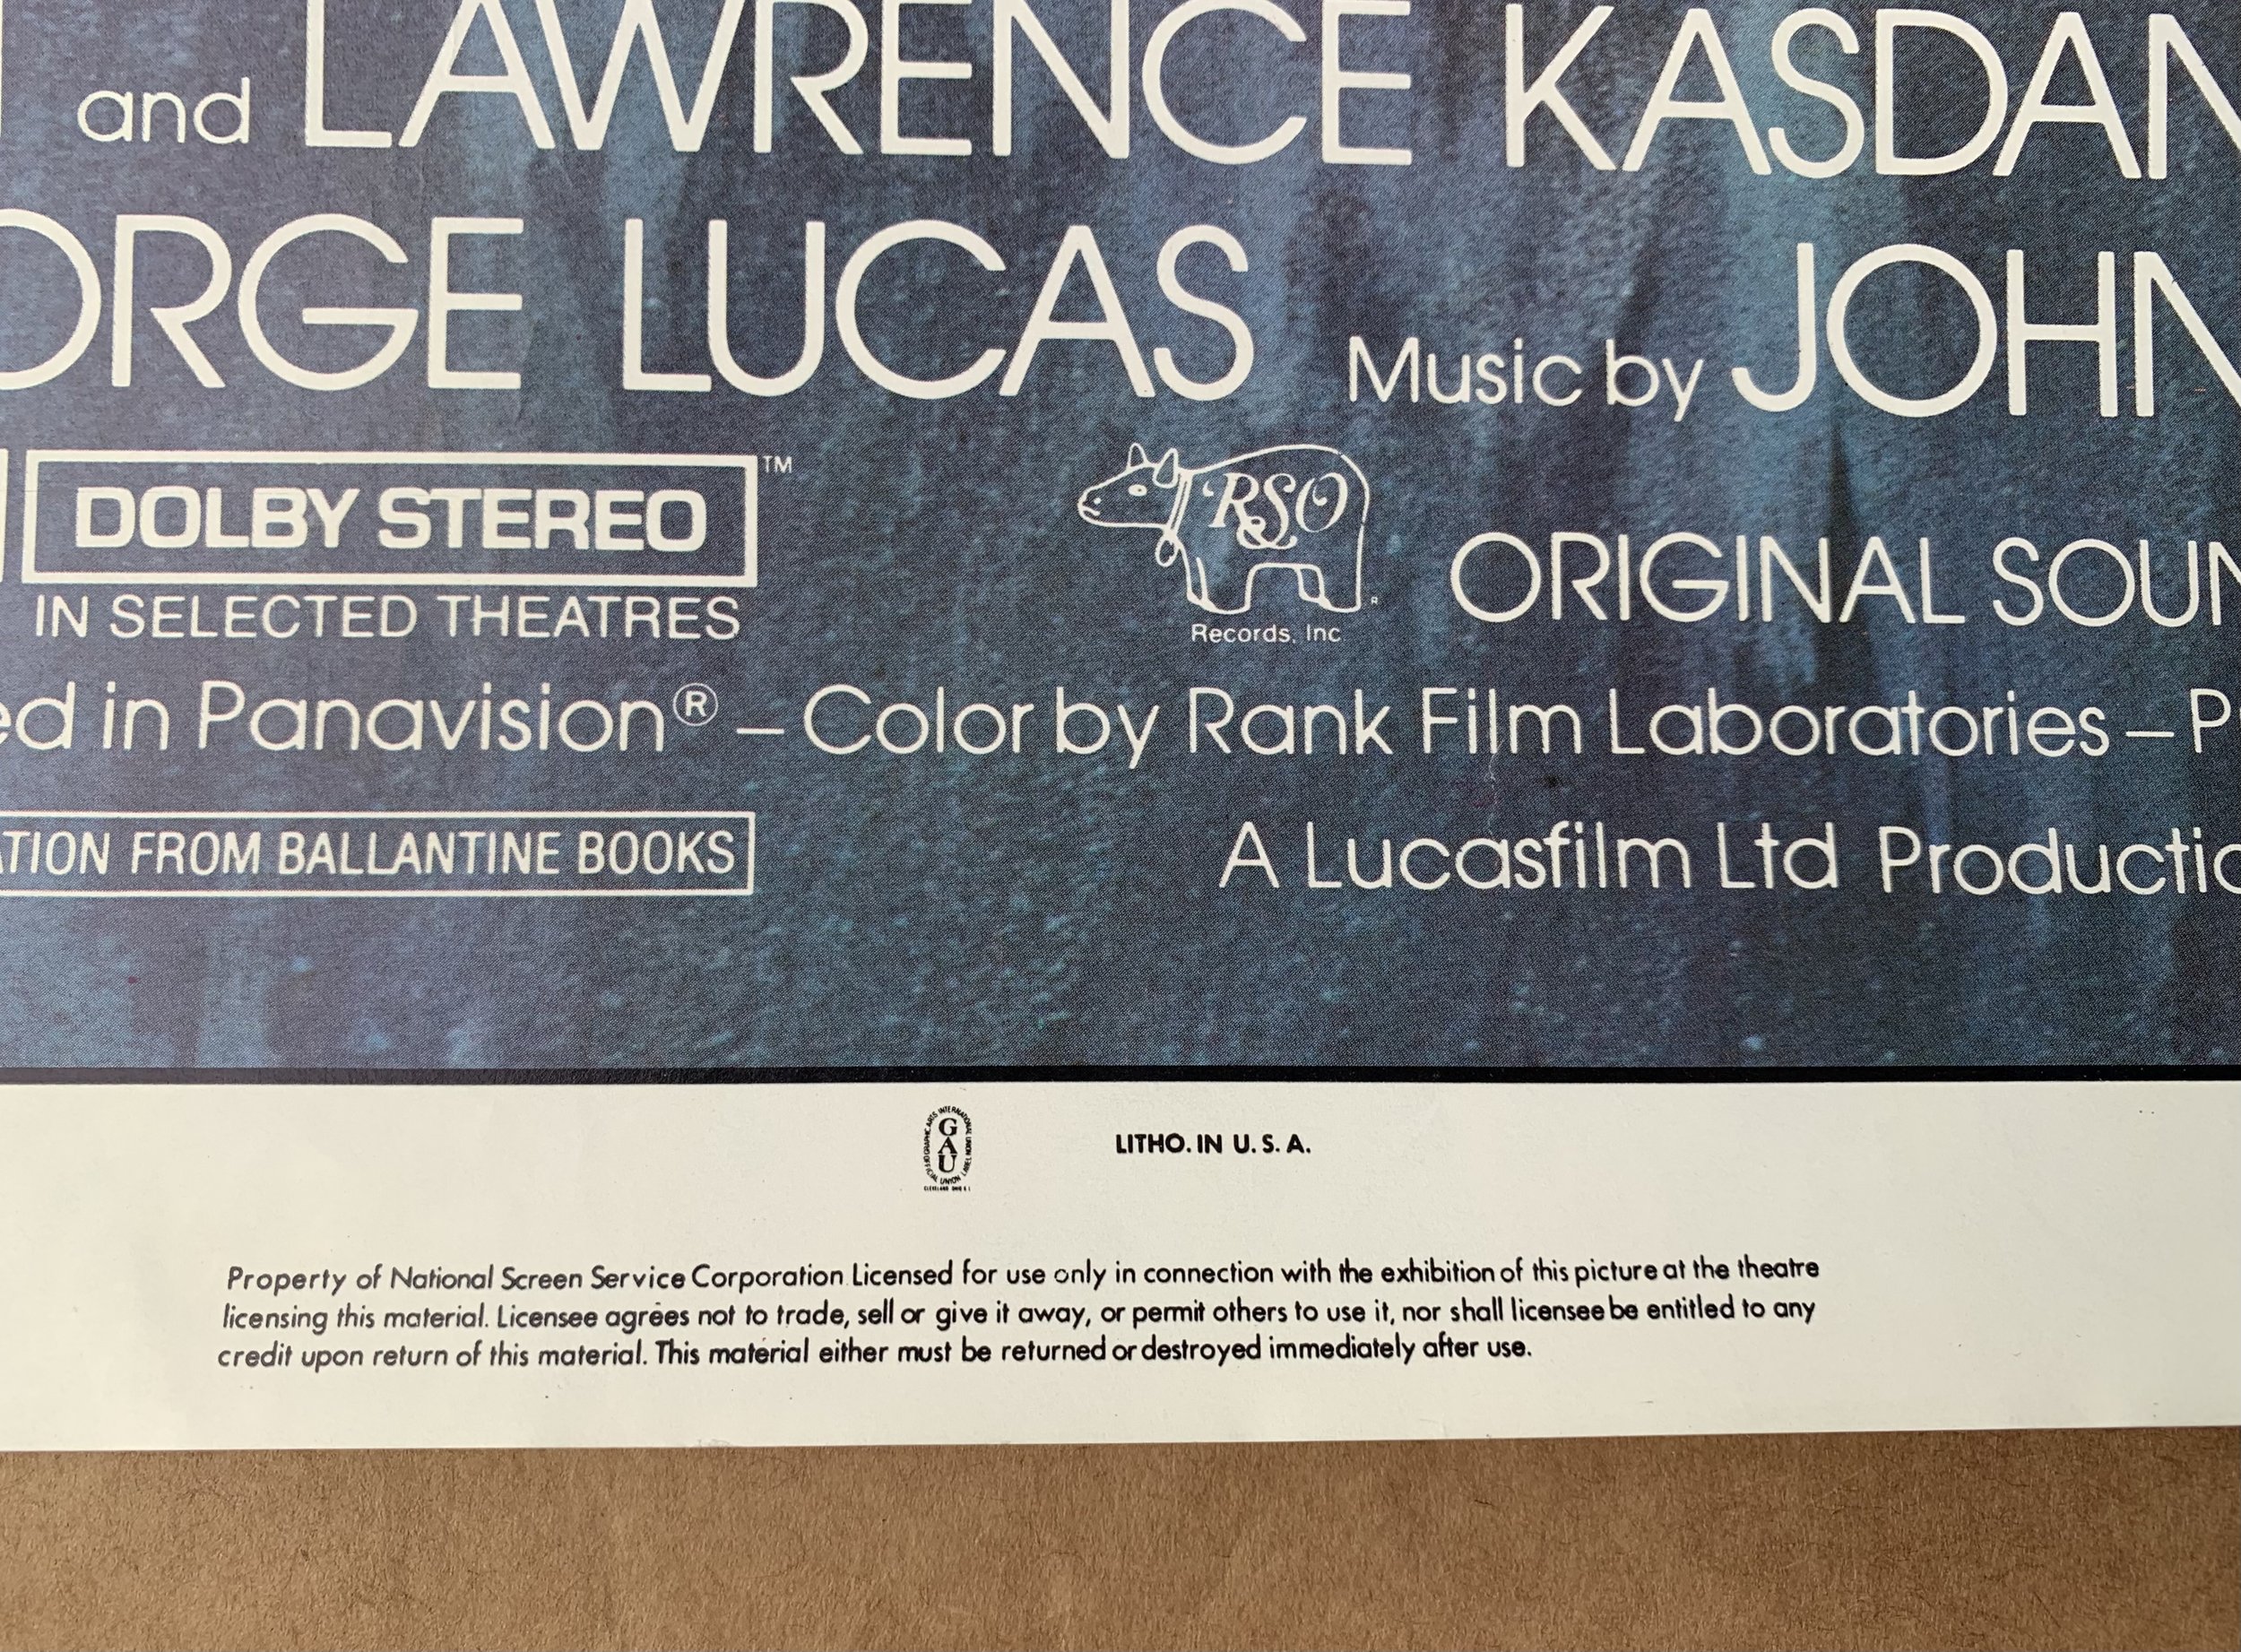 and LAWRENCE KASDAN
ORGE LUCAS Music by JOHN
DOLBY STEREO TM
IN SELECTED THEATRES
RSO ®
Records, Inc.
ORIGINAL SOUN
ed in Panavision® – Color by Rank Film Laboratories – P
ATION FROM BALLANTINE BOOKS
A Lucasfilm Ltd Productio
GAU
LITHO. IN U. S. A.
Property of National Screen Service Corporation. Licensed for use only in connection with the exhibition of this picture at the theatre
licensing this material. Licensee agrees not to trade, sell or give it away, or permit others to use it, nor shall licensee be entitled to any
credit upon return of this material. This material either must be returned or destroyed immediately after use.